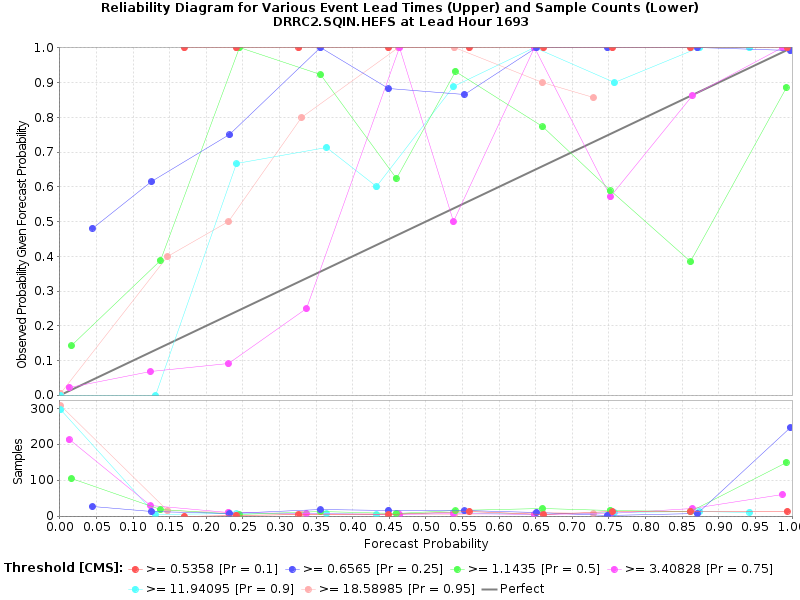 Reliability Diagram for Various Event Lead Times (Upper) and Sample Counts (Lower)
DRRC2.SQIN.HEFS at Lead Hour 1693
Observed Probability Given Forecast Probability
1.0
0.9
0.8
0.7
0.6
0.5
0.4
0.3
0.2
0.1
0.0
Samples
300
200
100
0
0.00 0.05 0.10 0.15 0.20 0.25 0.30 0.35 0.40 0.45 0.50 0.55 0.60 0.65 0.70 0.75 0.80 0.85 0.90 0.95 1.0
Forecast Probability
Threshold [CMS]: >= 0.5358 [Pr = 0.1] >= 0.6565 [Pr = 0.25] >= 1.1435 [Pr = 0.5] >= 3.40828 [Pr = 0.75]
>= 11.94095 [Pr = 0.9] >= 18.58985 [Pr = 0.95] Perfect